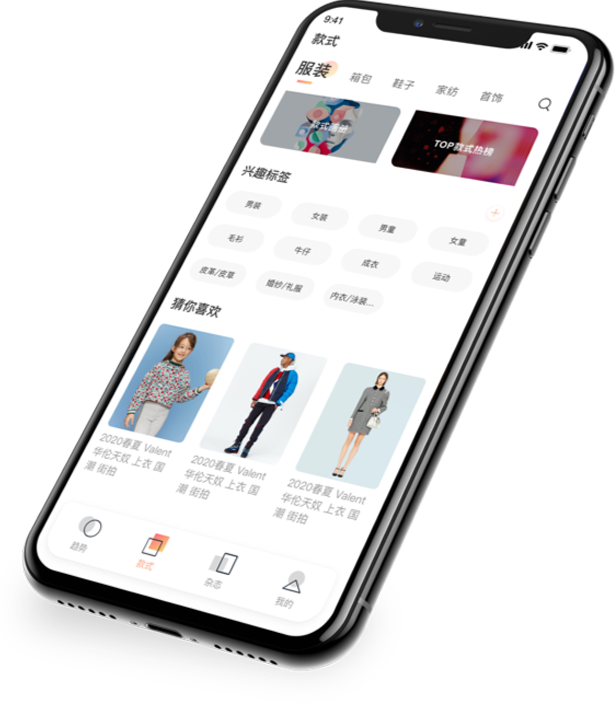 9:41
款式
服装 箱包 鞋子 家纺 首饰
款式画册
TOP款式热榜
兴趣标签
男装 女装 男童 女童
毛衫 牛仔 成衣 运动
皮革/皮草 婚纱/礼服 内衣/泳装...
猜你喜欢
2020春夏 Valent
华伦天奴 上衣 国
潮 街拍
2020春夏 Valent
华伦天奴 上衣 国
潮 街拍
2020春夏 Valent
华伦天奴 上衣 国
潮 街拍
趋势 款式 杂志 我的